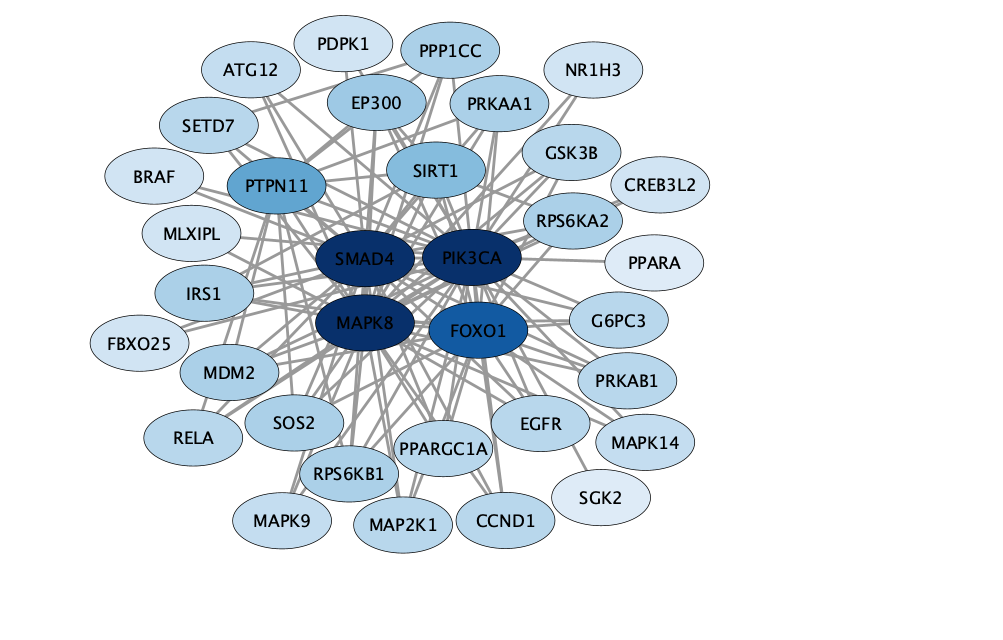 PDPK1
PPP1CC
ATG12
NR1H3
EP300
PRKAA1
SETD7
GSK3B
SIRT1
BRAF
PTPN11
CREB3L2
RPS6KA2
MLXIPL
SMAD4
PIK3CA
PPARA
IRS1
MAPK8
FOXO1
G6PC3
FBXO25
MDM2
PRKAB1
SOS2
EGFR
RELA
PPARGC1A
MAPK14
RPS6KB1
SGK2
MAPK9
MAP2K1
CCND1